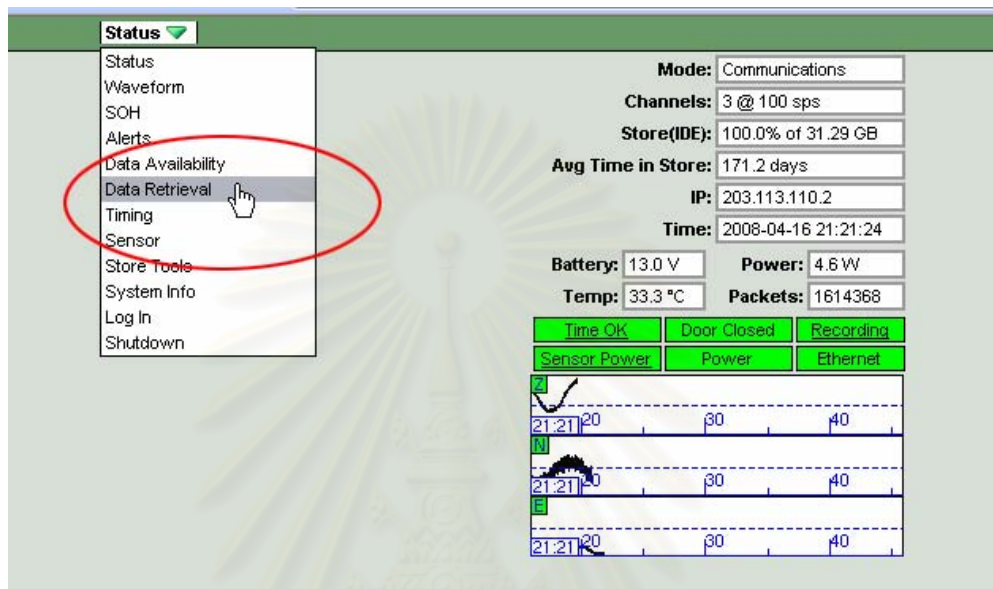 Status
Status
Waveform
SOH
Alerts
Data Availability
Data Retrieval
Timing
Sensor
Store Tools
System Info
Log In
Shutdown
Mode: Communications
Channels: 3 @ 100 sps
Store(IDE): 100.0% of 31.29 GB
Avg Time in Store: 171.2 days
IP: 203.113.110.2
Time: 2008-04-16 21:21:24
Battery: 13.0 V Power: 4.6 W
Temp: 33.3 °C Packets: 1614368
Time OK Door Closed Recording
Sensor Power Power Ethernet
Z
21:21 20 30 40
N
21:21 20 30 40
E
21:21 20 30 40